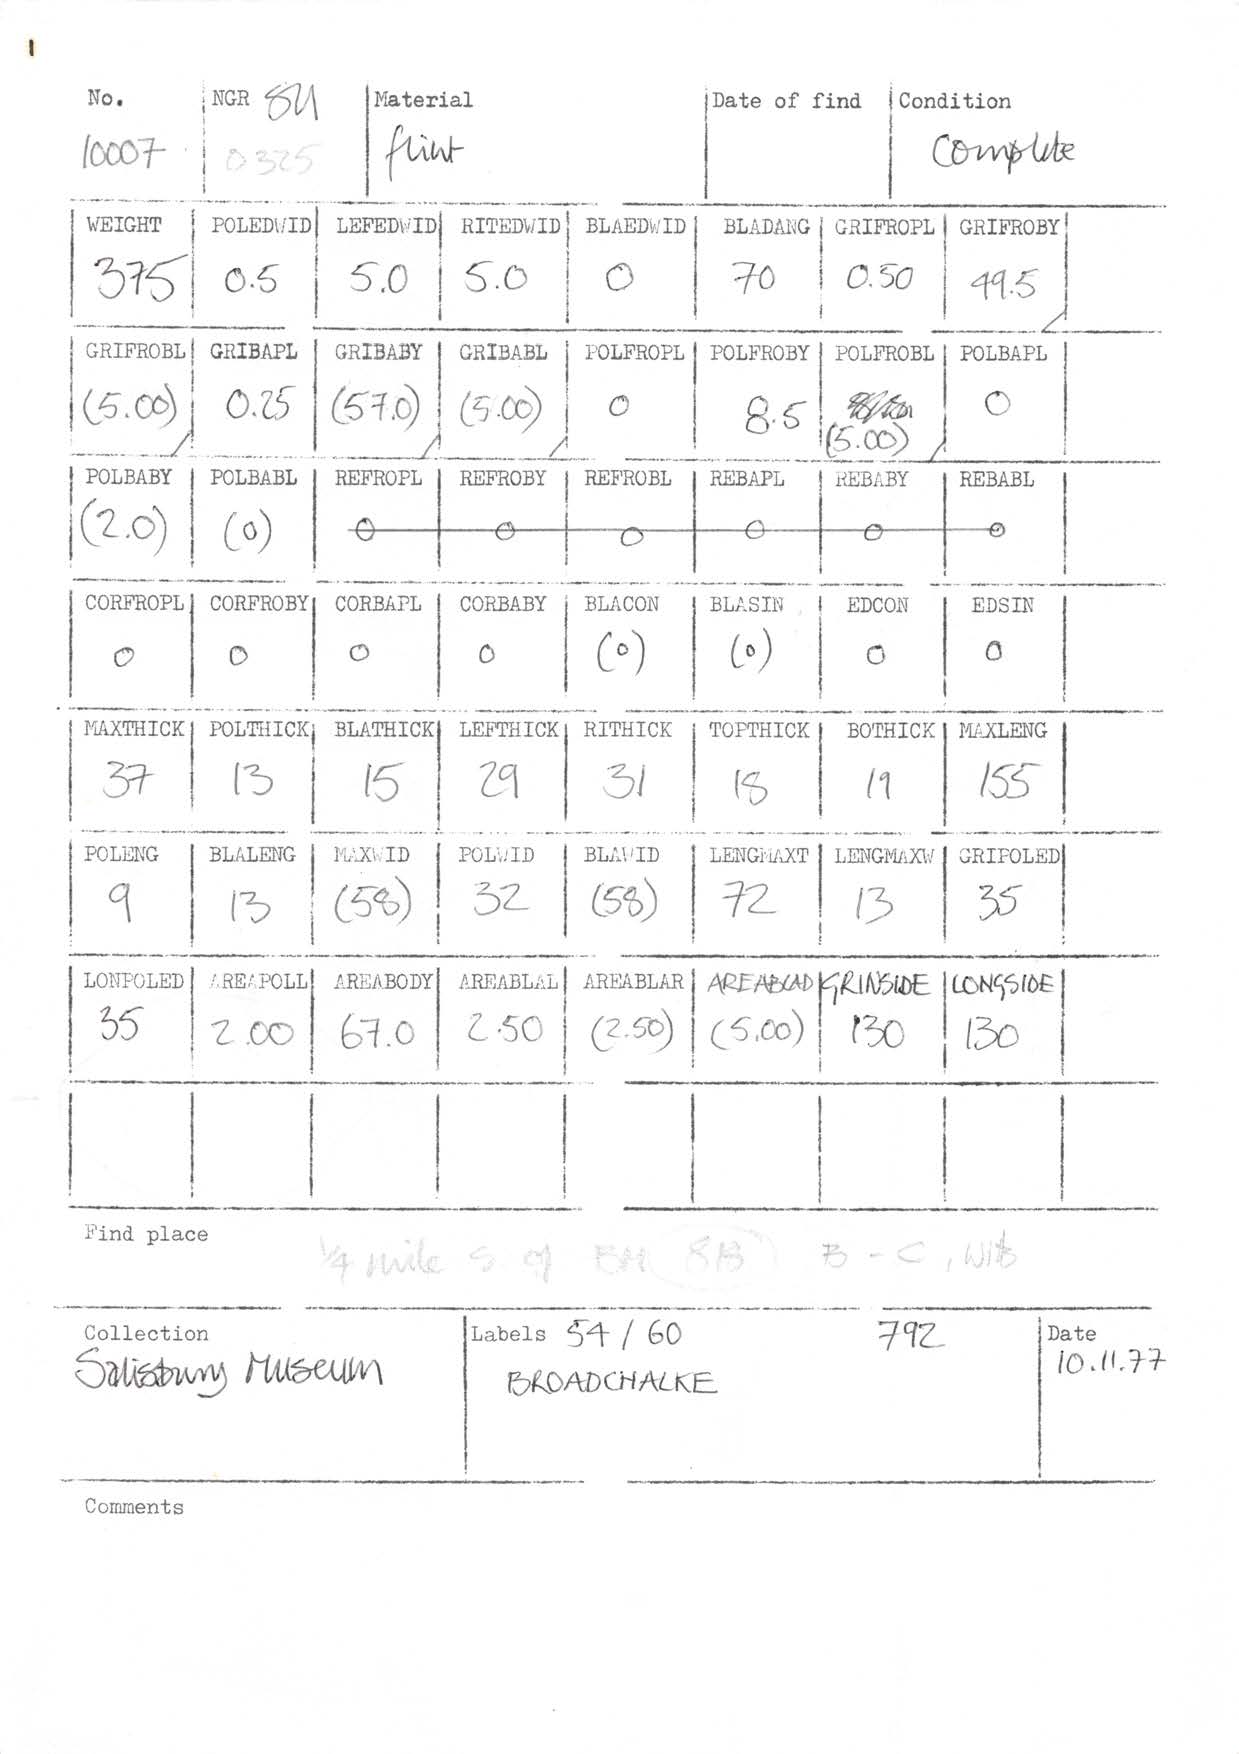 No. NGR SU Material Date of find Condition
10007 0325 flint Complete
WEIGHT POLEDWID LEFEDWID RITEDWID BLAEDWID BLADANG GRIFROPL GRIFROBY
375 0.5 5.0 5.0 0 70 0.50 49.5
GRIFROBL GRIBAPL GRIBABY GRIBABL POLFROPL POLFROBY POLFROBL POLBAPL
(5.00) 0.25 (57.0) (5.00) 0 8.5 (5.00) 0
POLBABY POLBABL REFROPL REFROBY REFROBL REBAPL REBABY REBABL
(2.0) (0) 0 0 0 0 0 0
CORFROPL CORFROBY CORBAPL CORBABY BLACON BLASIN EDCON EDSIN
0 0 0 0 (0) (0) 0 0
MAXTHICK POLTHICK BLATHICK LEFTHICK RITHICK TOPTHICK BOTHICK MAXLENG
37 13 15 29 31 18 19 155
POLENG BLALENG MAXWID POLWID BLAWID LENGMAXT LENGMAXW GRIPOLED
9 13 (58) 32 (58) 72 13 35
LONPOLED AREAPOLL AREABODY AREABLAL AREABLAR AREABLAD GRINSIDE LONGSIDE
35 2.00 67.0 2.50 (2.50) (5.00) 130 130
Find place
1/4 mile S. of BM B - C, Wilts
Collection Labels 54 / 60 792 Date
Salisbury Museum BROADCHALKE 10.11.77
Comments